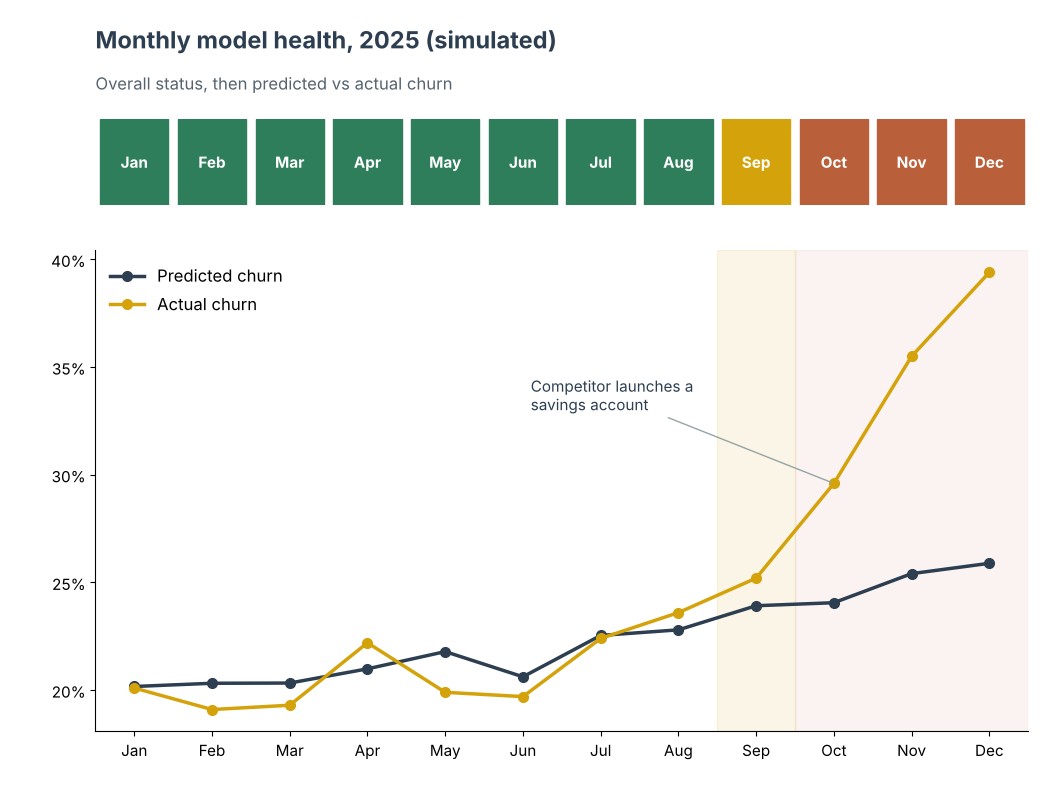 Monthly model health, 2025 (simulated)
Overall status, then predicted vs actual churn
Jan Feb Mar Apr May Jun Jul Aug Sep Oct Nov Dec
40%
Predicted churn
Actual churn
35%
Competitor launches a
savings account
30%
25%
20%
Jan Feb Mar Apr May Jun Jul Aug Sep Oct Nov Dec